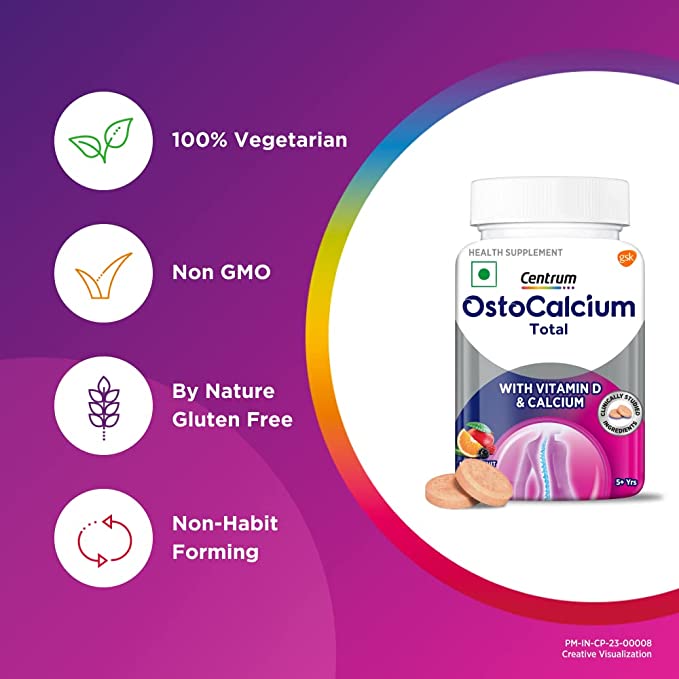 100% Vegetarian
Non GMO
By Nature
Gluten Free
Non-Habit
Forming
HEALTH SUPPLEMENT
gsk
Centrum
OstoCalcium
Total
WITH VITAMIN D
& CALCIUM
CLINICALLY STUDIED
INGREDIENTS
5+ Yrs
PM-IN-CP-23-00008
Creative Visualization